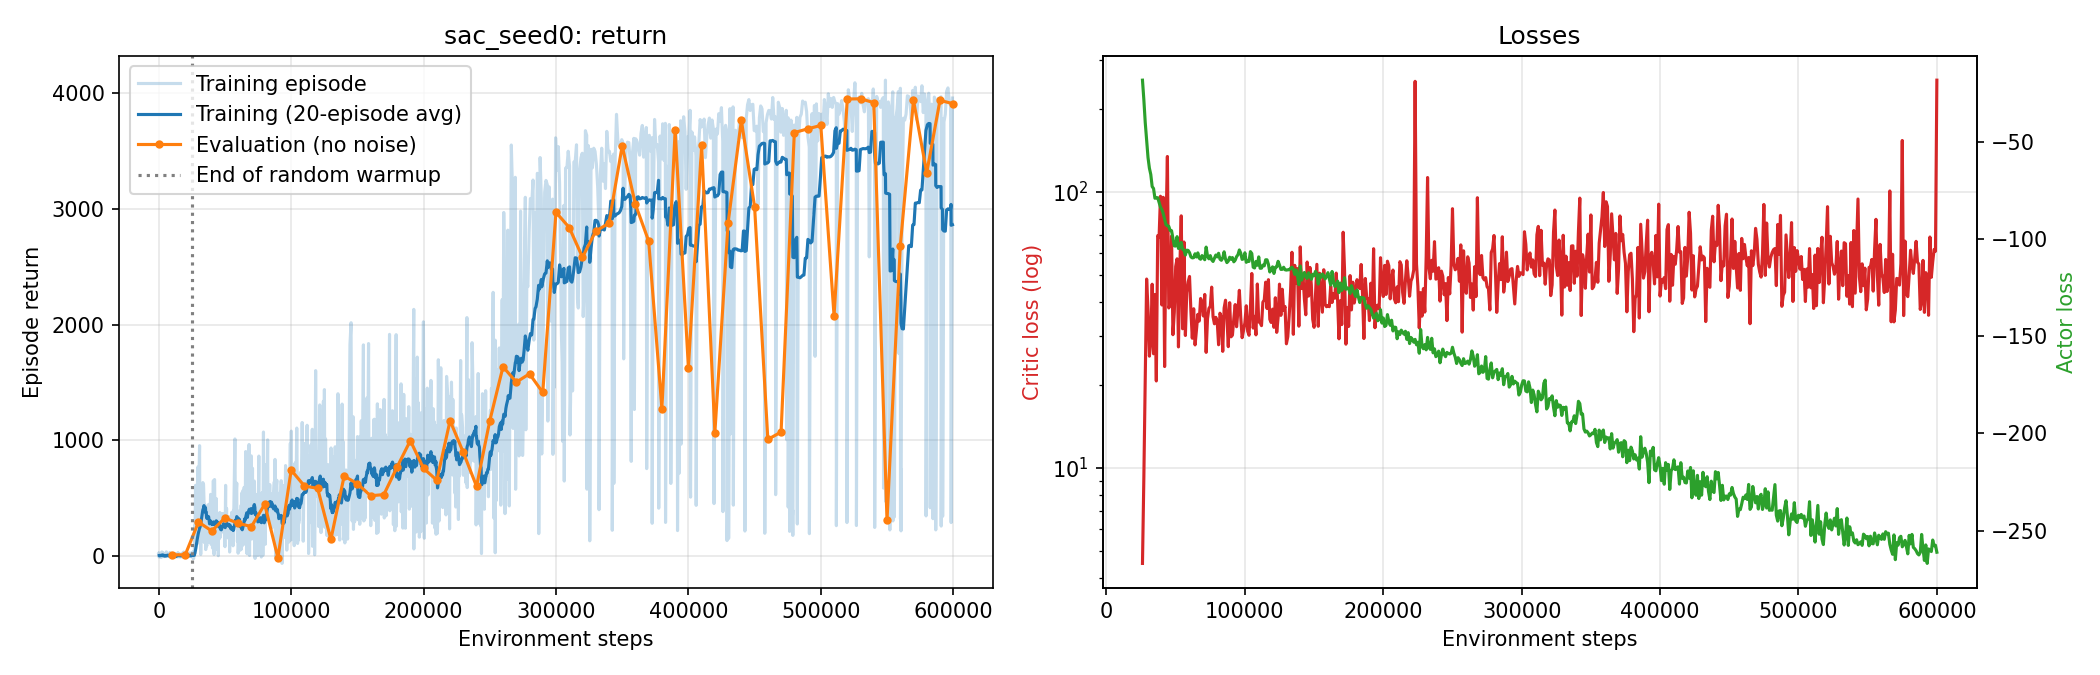 sac_seed0: return
Training episode
Training (20-episode avg)
Evaluation (no noise)
End of random warmup
Episode return
4000
3000
2000
1000
0
0
100000
200000
300000
400000
500000
600000
Environment steps
Losses
Critic loss (log)
10²
10¹
Actor loss
−50
−100
−150
−200
−250
0
100000
200000
300000
400000
500000
600000
Environment steps